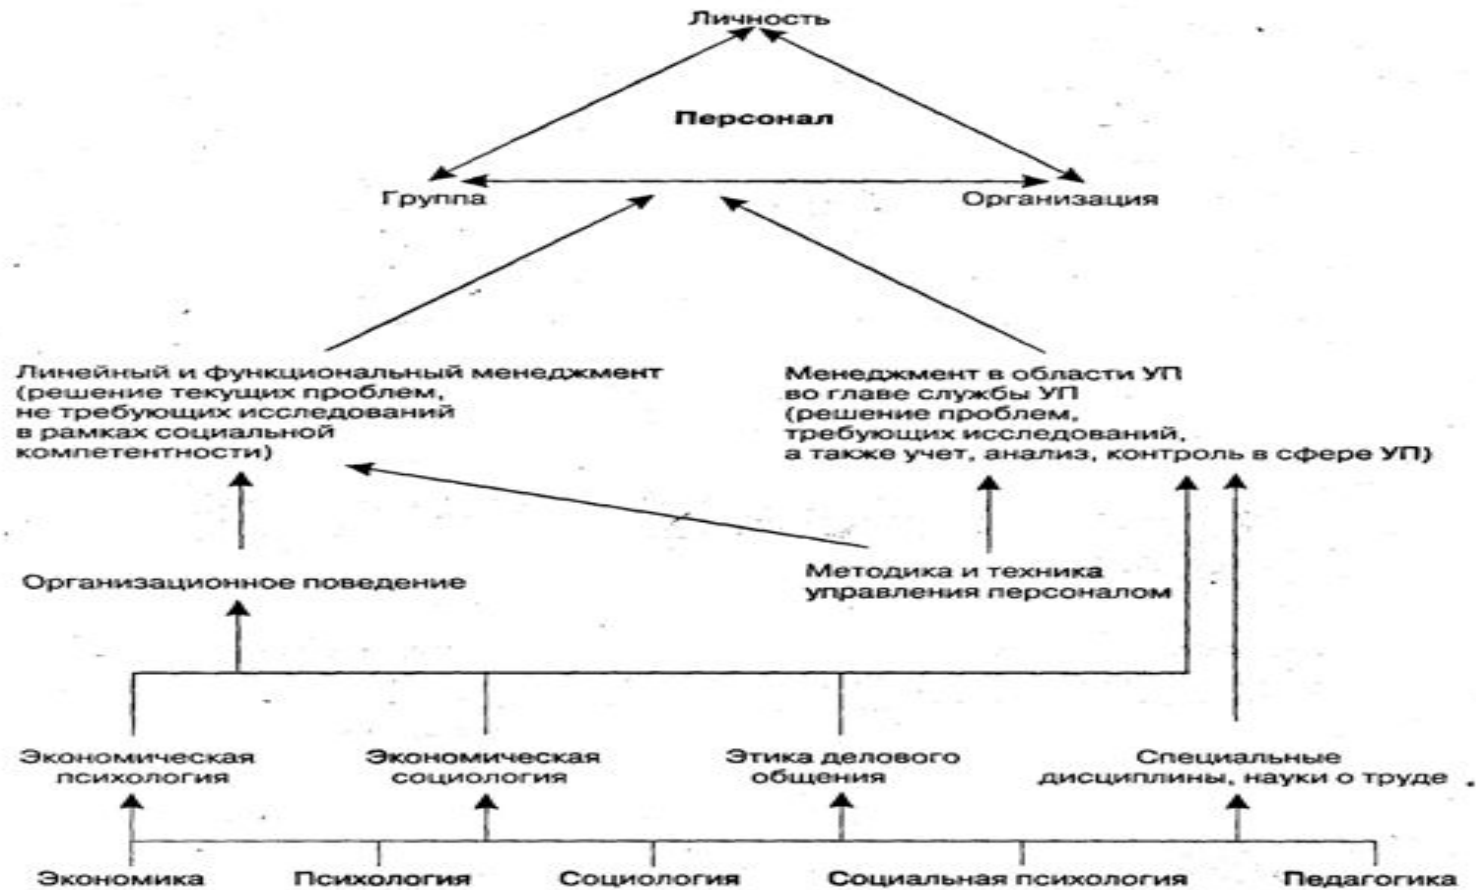 Личность
Персонал
Группа
Организация
Линейный и функциональный менеджмент
(решение текущих проблем,
не требующих исследований
в рамках социальной
компетентности)
Менеджмент в области УП
во главе службы УП
(решение проблем,
требующих исследований,
а также учет, анализ, контроль в сфере УП)
Организационное поведение
Методика и техника
управления персоналом
Экономическая
психология
Экономическая
социология
Этика делового
общения
Специальные
дисциплины, науки о труде
Экономика
Психология
Социология
Социальная психология
Педагогика